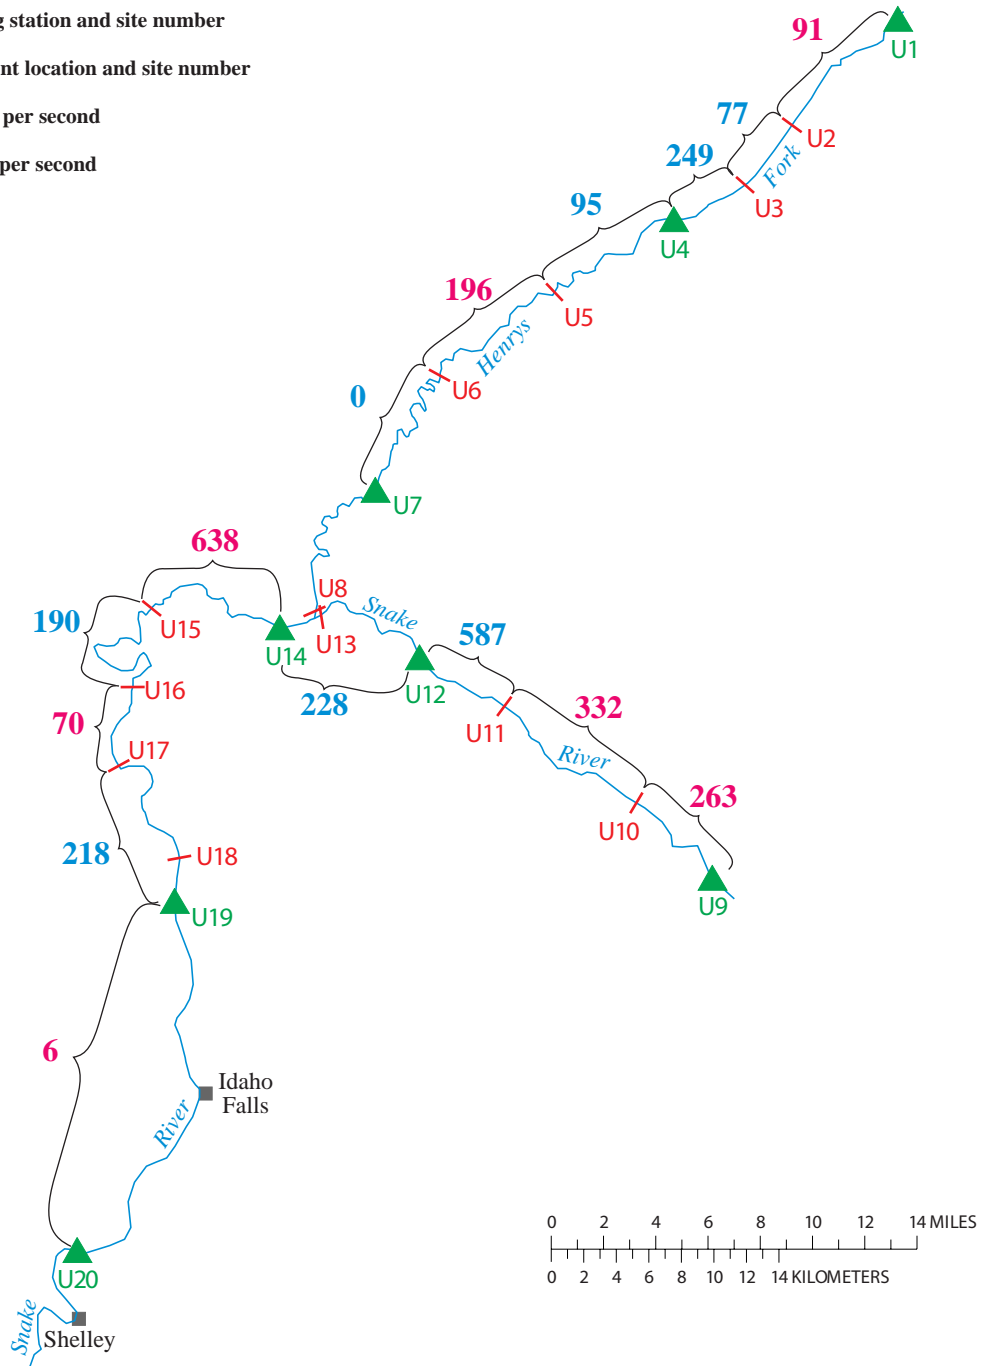 g station and site number
nt location and site number
per second
per second
91
U1
77
U2
249
Fork
U3
95
U4
196
U5
Henrys
U6
0
U7
638
U8
Snake
190
U15
U13
587
U14
U12
228
U16
332
70
U11
U17
River
263
U10
218
U18
U9
U19
6
Idaho
Falls
River
0 2 4 6 8 10 12 14 MILES
0 2 4 6 8 10 12 14 KILOMETERS
U20
Snake
Shelley